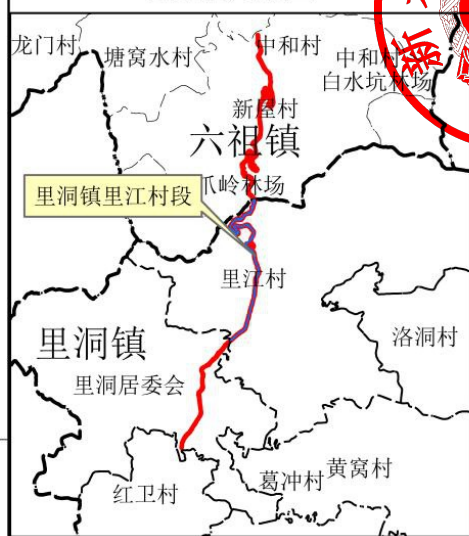 龙门村
塘窝水村
中和村
中和村
白水坑林场
新屋村
六祖镇
爪岭林场
里洞镇里江村段
里江村
洛洞村
里洞镇
里洞居委会
黄窝村
葛冲村
红卫村
新